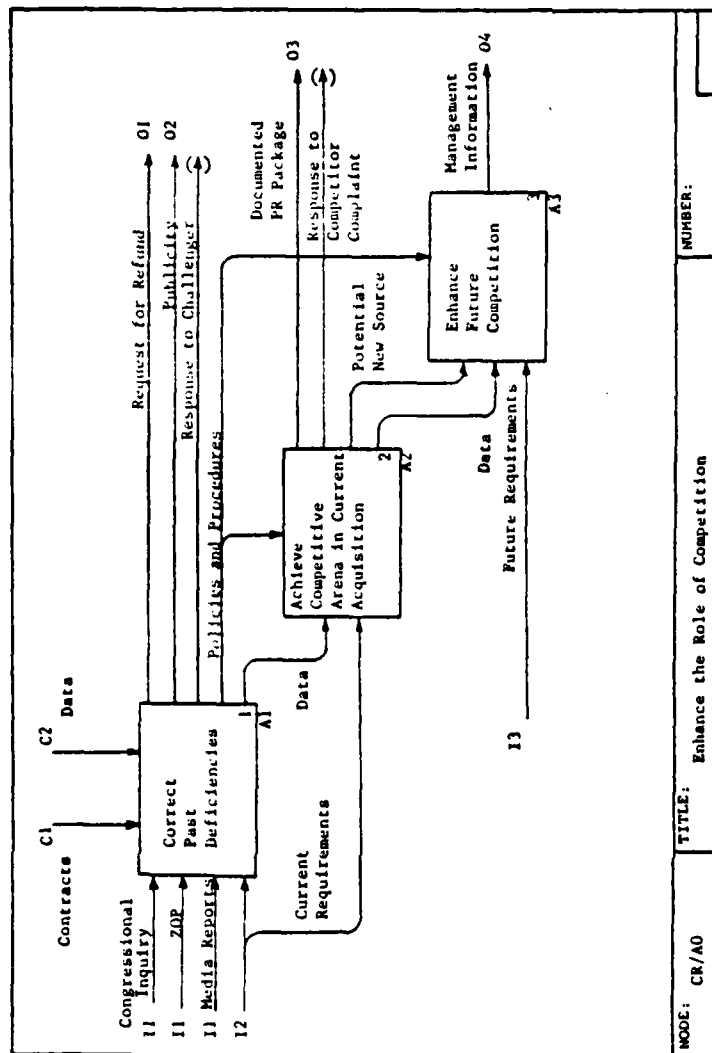 C1
C2
Contracts
Data
Congressional
Inquiry
I1
I1
ZOP
I1
Media Reports
I2
Correct
Past
Deficiencies
1
A1
Request for Refund
O1
Publicity
O2
Response to Challenger
( )
Policies and Procedures
Data
Current
Requirements
Achieve
Competitive
Arena in Current
Acquisition
2
A2
Documented
PR Package
O3
Response to
Competitor
Complaint
( )
Potential
New Source
Data
I3
Future Requirements
Enhance
Future
Competition
3
A3
Management
Information
O4
NODE: CR/A0
TITLE: Enhance the Role of Competition
NUMBER: